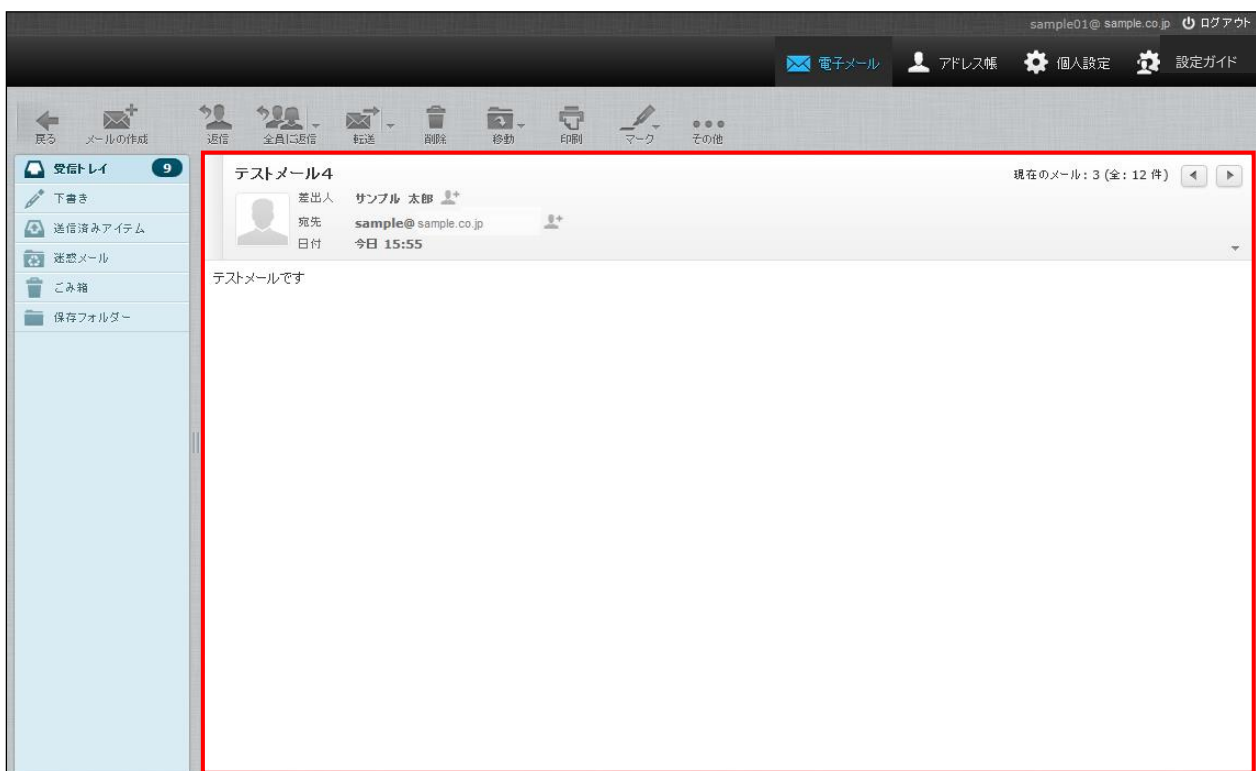 sample01@ sample.co.jp ログアウト
電子メール アドレス帳 個人設定 設定ガイド
戻る メールの作成 返信 全員に返信 転送 削除 移動 印刷 マーク その他
受信トレイ 9
下書き
送信済みアイテム
迷惑メール
ごみ箱
保存フォルダー
テストメール4
現在のメール: 3 (全: 12 件)
差出人 サンプル 太郎
宛先 sample@ sample.co.jp
日付 今日 15:55
テストメールです